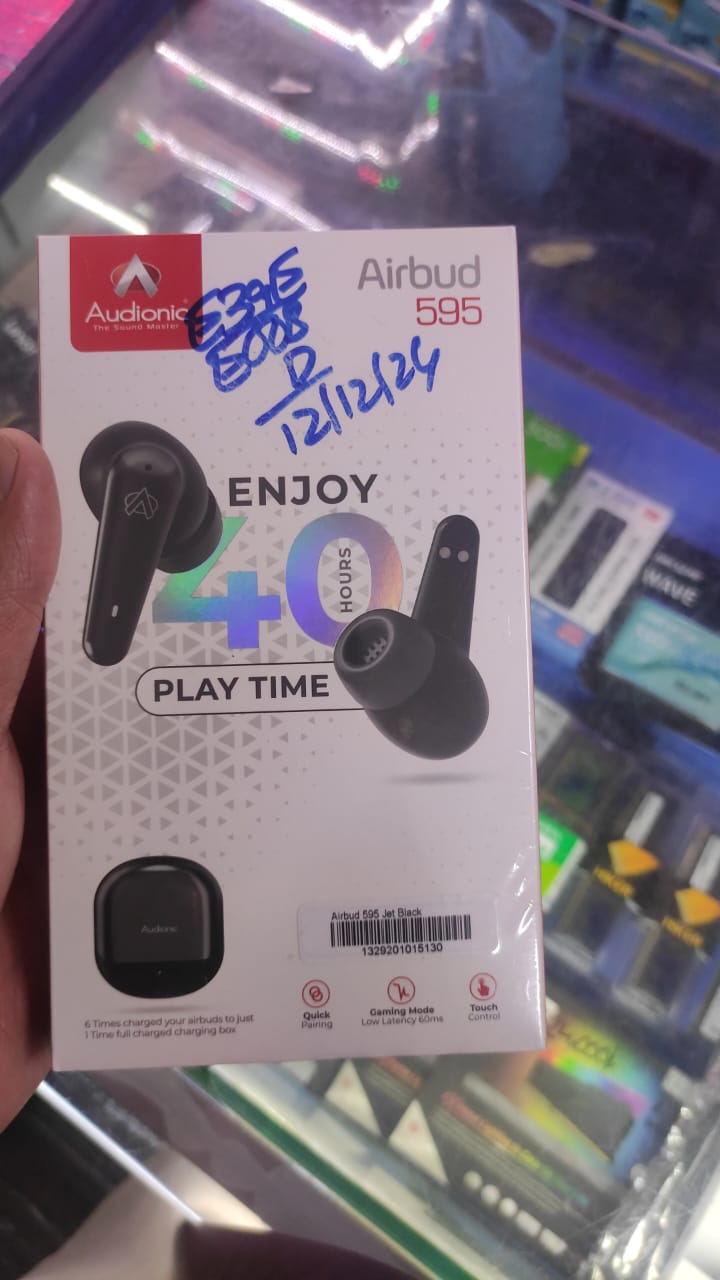 Audionic
The Sound Master
Airbud
595
12/12/24
ENJOY
40
HOURS
PLAY TIME
Audionic
Airbud 595 Jet Black
1329201015130
6 Times charged your airbuds to just
1 Time full charged charging box
Quick
Pairing
Gaming Mode
Low Latency 60ms
Touch
Control
WAVE